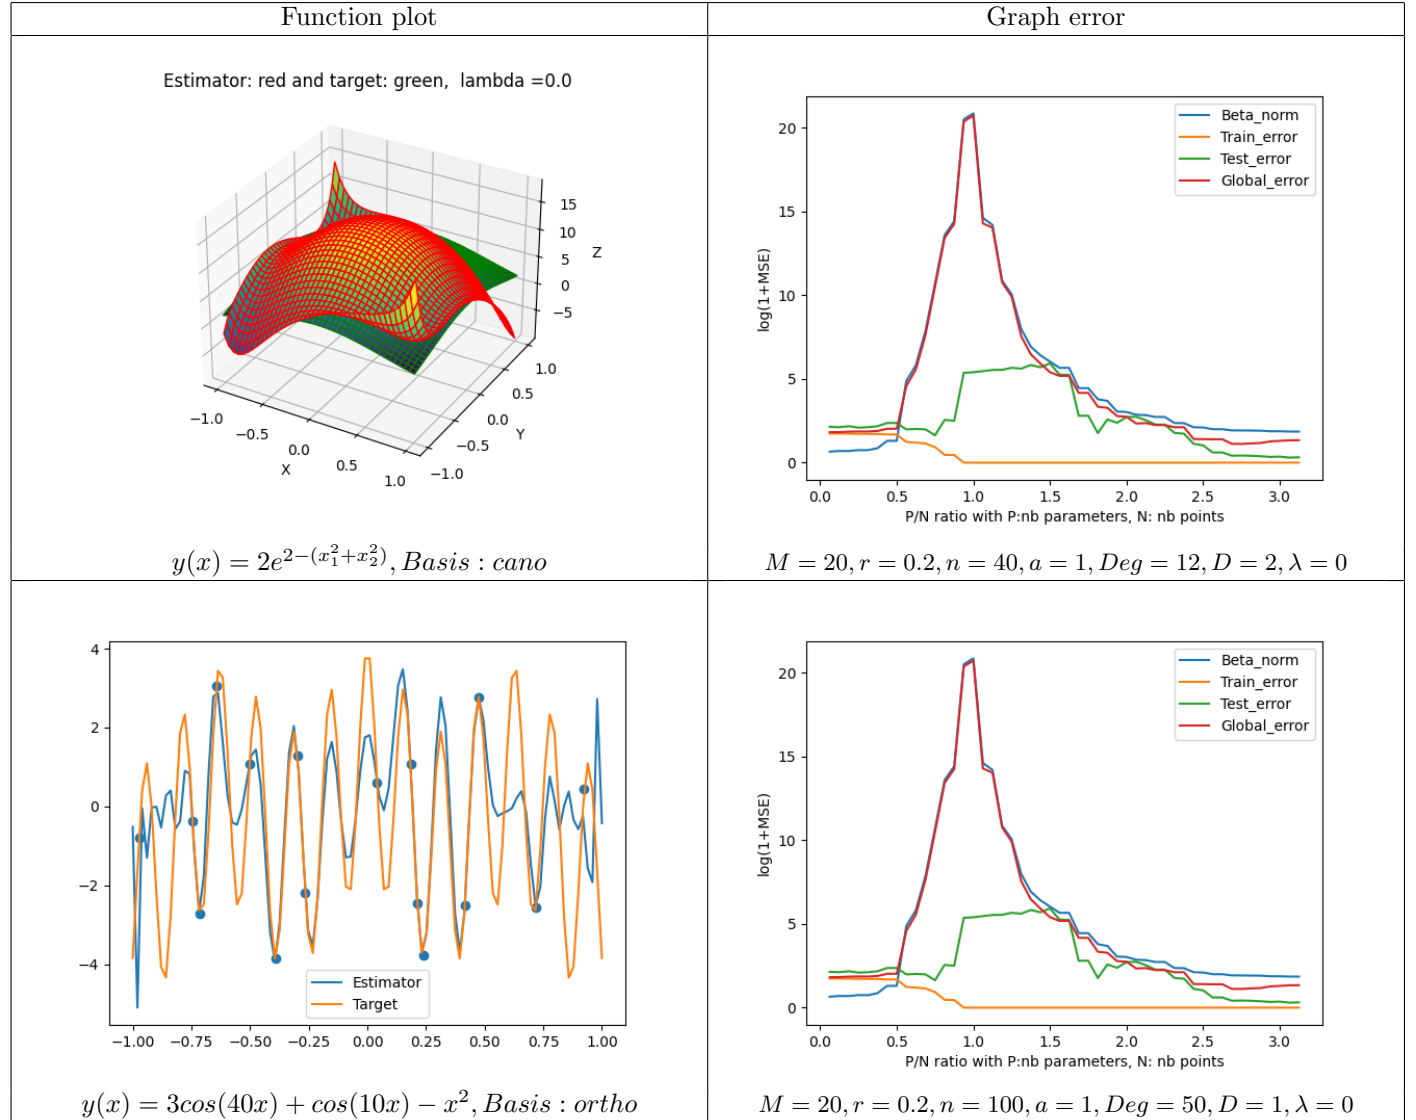 Function plot
Graph error
Estimator: red and target: green,  lambda =0.0
15
10
5
0
−5
Z
−1.0
−0.5
0.0
0.5
1.0
X
−1.0
−0.5
0.0
0.5
1.0
Y
y(x) = 2e^{2−(x_1^2+x_2^2)}, Basis : cano
Beta_norm
Train_error
Test_error
Global_error
20
15
10
5
0
log(1+MSE)
0.0 0.5 1.0 1.5 2.0 2.5 3.0
P/N ratio with P:nb parameters, N: nb points
M = 20, r = 0.2, n = 40, a = 1, Deg = 12, D = 2, λ = 0
4
2
0
−2
−4
Estimator
Target
−1.00 −0.75 −0.50 −0.25 0.00 0.25 0.50 0.75 1.00
y(x) = 3cos(40x) + cos(10x) − x^2, Basis : ortho
Beta_norm
Train_error
Test_error
Global_error
20
15
10
5
0
log(1+MSE)
0.0 0.5 1.0 1.5 2.0 2.5 3.0
P/N ratio with P:nb parameters, N: nb points
M = 20, r = 0.2, n = 100, a = 1, Deg = 50, D = 1, λ = 0